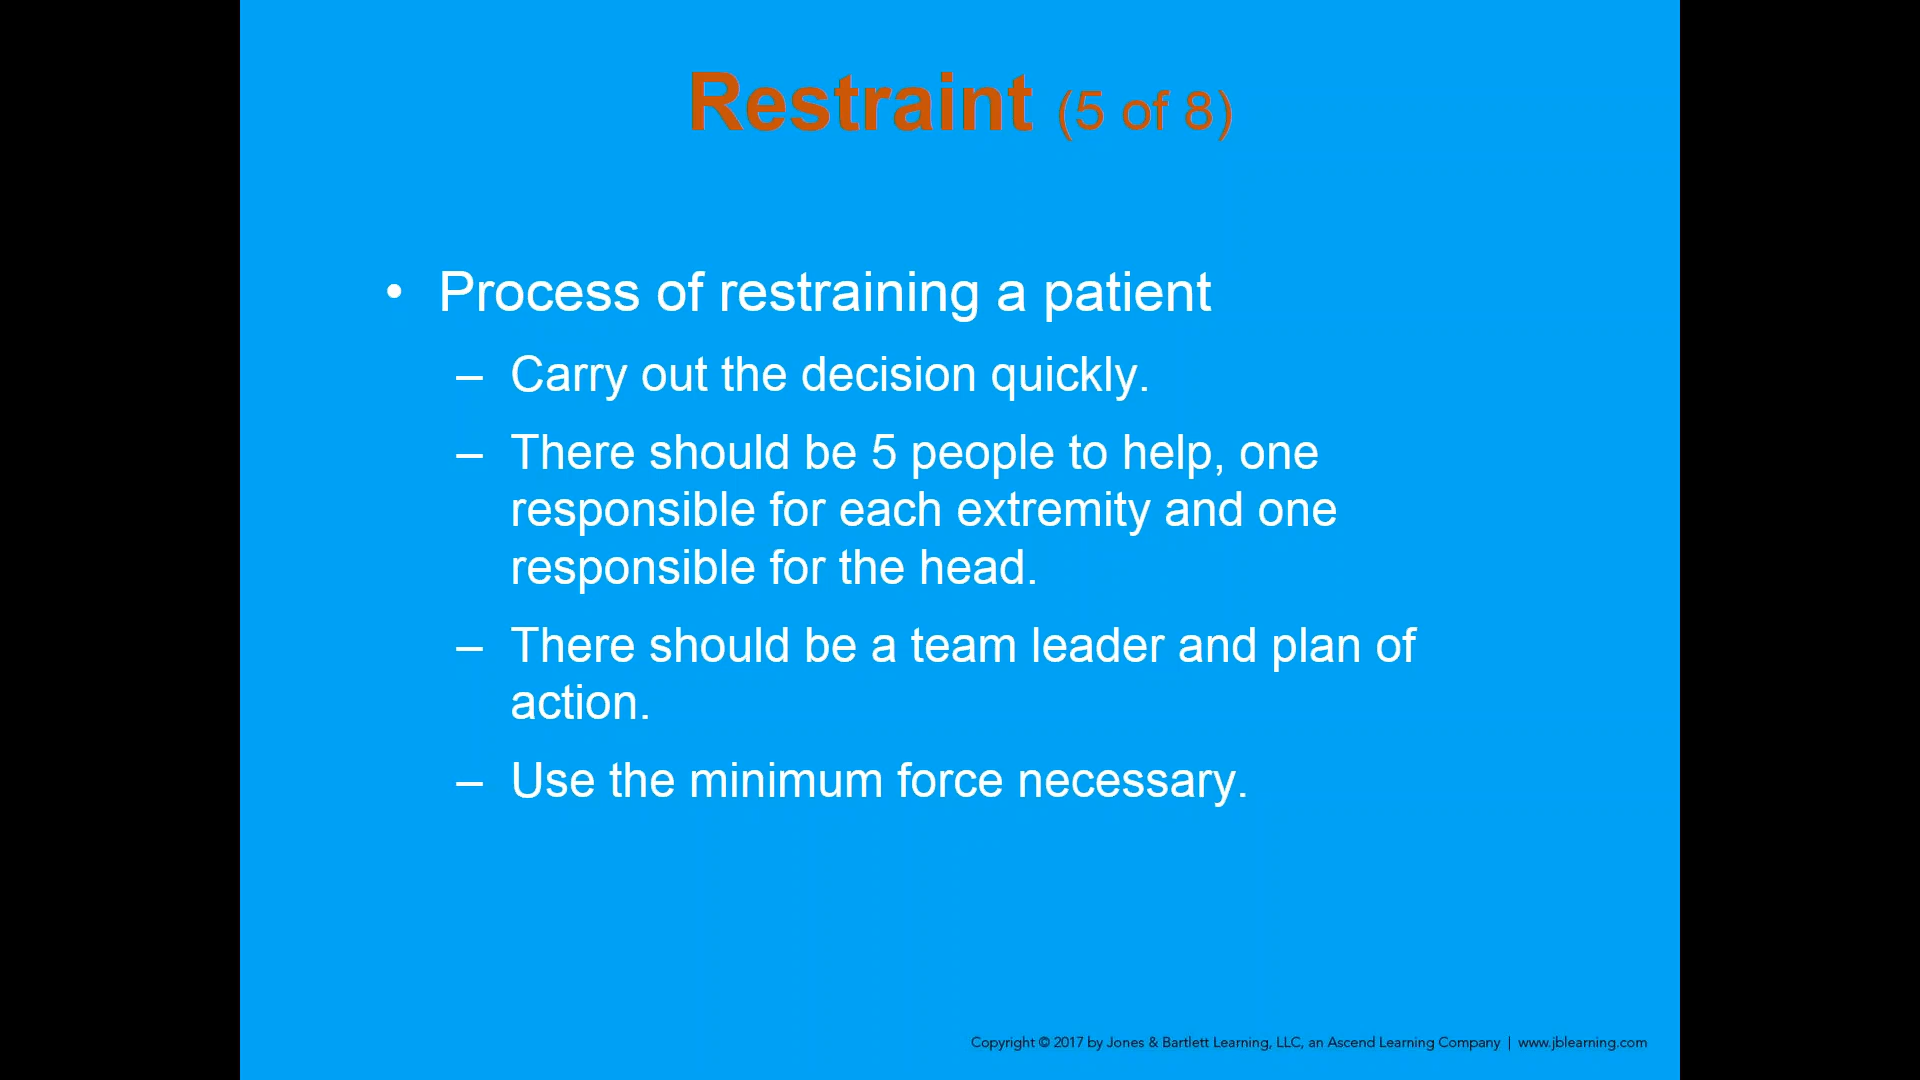 Restraint (5 of 8)
• Process of restraining a patient
– Carry out the decision quickly.
– There should be 5 people to help, one
responsible for each extremity and one
responsible for the head.
– There should be a team leader and plan of
action.
– Use the minimum force necessary.
Copyright © 2017 by Jones & Bartlett Learning, LLC, an Ascend Learning Company | www.jblearning.com